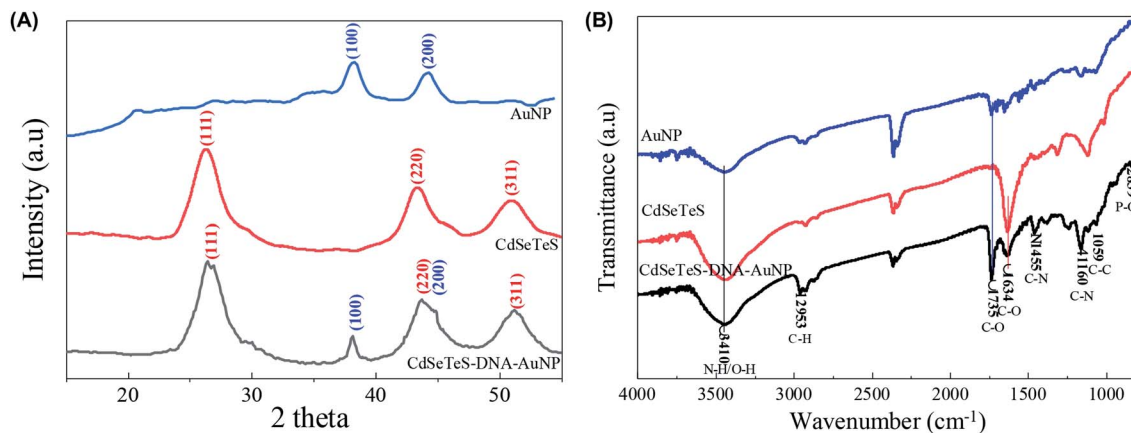 (A)
Intensity (a.u)
(100)
(200)
AuNP
(111)
(220)
(311)
CdSeTeS
(111)
(100)
(220)
(200)
(311)
CdSeTeS-DNA-AuNP
20
30
40
50
2 theta
(B)
Transmittance (a.u)
AuNP
CdSeTeS
CdSeTeS-DNA-AuNP
3410
N-H/O-H
2953
C-H
1735
C-O
1634
C-O
1455
C-N
1160
C-N
1059
C-C
P-O
4000
3500
3000
2500
2000
1500
1000
Wavenumber (cm⁻¹)